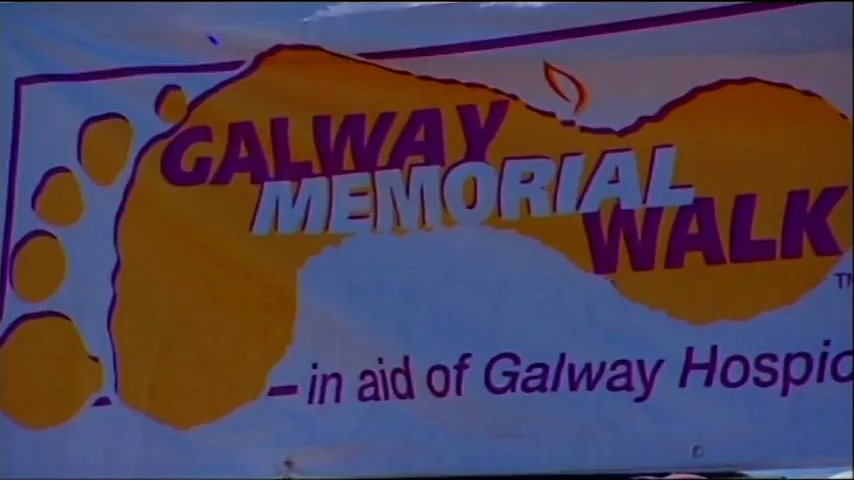 GALWAY
MEMORIAL
WALK
TM
– in aid of Galway Hospic